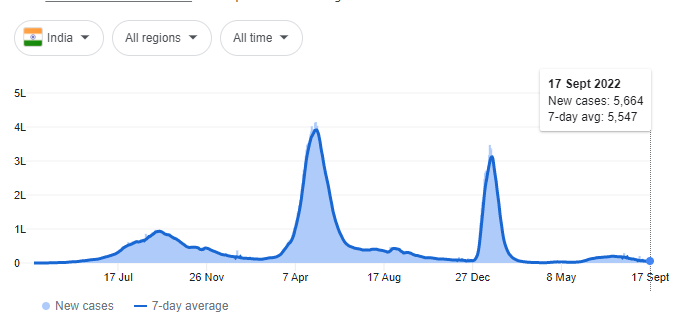 India
All regions
All time
17 Sept 2022
New cases: 5,664
7-day avg: 5,547
5L
4L
3L
2L
1L
0
17 Jul 26 Nov 7 Apr 17 Aug 27 Dec 8 May 17 Sept
New cases 7-day average